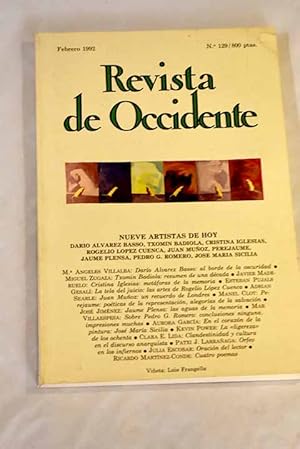 Febrero 1992 N.º 129/800 ptas.
Revista
de Occidente
NUEVE ARTISTAS DE HOY
DARIO ALVAREZ BASSO, TXOMIN BADIOLA, CRISTINA IGLESIAS,
ROGELIO LOPEZ CUENCA, JUAN MUÑOZ, PEREJAUME,
JAUME PLENSA, PEDRO G. ROMERO, JOSE MARIA SICILIA
M.ª ANGELES VILLALBA: Darío Alvarez Basso: al borde de la oscuridad •
MIGUEL ZUGAZA: Txomin Badiola: resumen de una década • JAVIER MADE-
RUELO: Cristina Iglesias: metáforas de la memoria • ESTEBAN PUJALS
GESALÍ: La tela del juicio: las artes de Rogelio López Cuenca • ADRIAN
SEARLE: Juan Muñoz: un recuerdo de Londres • MANEL CLOT: Pe-
rejaume: poéticas de la representación, alegorías de la salvación •
JOSÉ JIMÉNEZ: Jaume Plensa: las aguas de la memoria • MAR
VILLAESPESA: Sobre Pedro G. Romero: conclusiones ninguna,
impresiones muchas • AURORA GARCÍA: En el corazón de la
pintura: José María Sicilia • KEVIN POWER: La «ligereza»
de los ochenta • CLARA E. LIDA: Clandestinidad y cultura
en el discurso anarquista • PATXI J. LARRAÑAGA: Orfeo
en los infiernos • JULIA ESCOBAR: Oración del lector •
RICARDO MARTÍNEZ-CONDE: Cuatro poemas
Viñeta: Luis Frangella